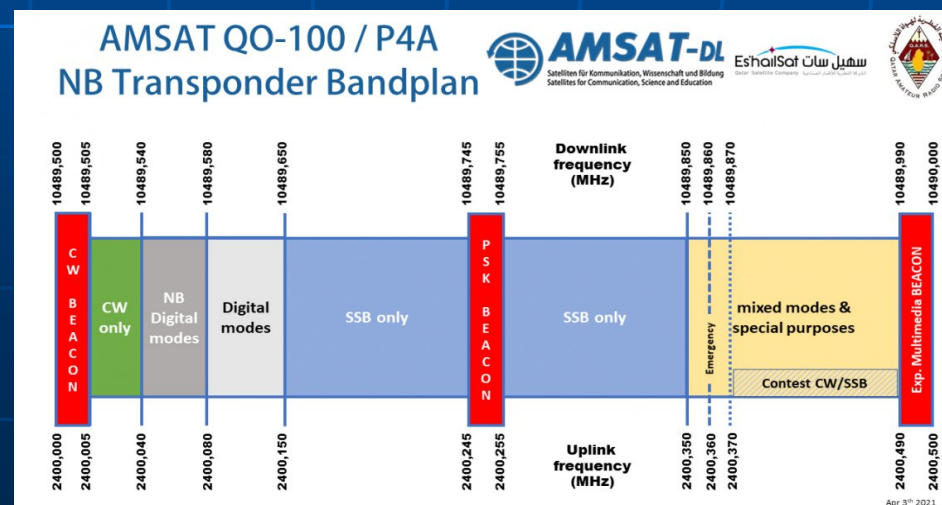 AMSAT QO-100 / P4A
NB Transponder Bandplan
AMSAT-DL
Satelliten für Kommunikation, Wissenschaft und Bildung
Satellites for Communication, Science and Education
Es'hailSat سهيل سات
Qatar Satellite Company
10489,500
10489,505
10489,540
10489,580
10489,650
10489,745
10489,755
Downlink
frequency
(MHz)
10489,850
10489,860
10489,870
10489,990
10490,000
CW BEACON
CW
only
NB
Digital
modes
Digital
modes
SSB only
PSK BEACON
SSB only
Emergency
mixed modes &
special purposes
Contest CW/SSB
Exp. Multimedia BEACON
2400,000
2400,005
2400,040
2400,080
2400,150
2400,245
2400,255
Uplink
frequency
(MHz)
2400,350
2400,360
2400,370
2400,490
2400,500
Apr 3th 2021